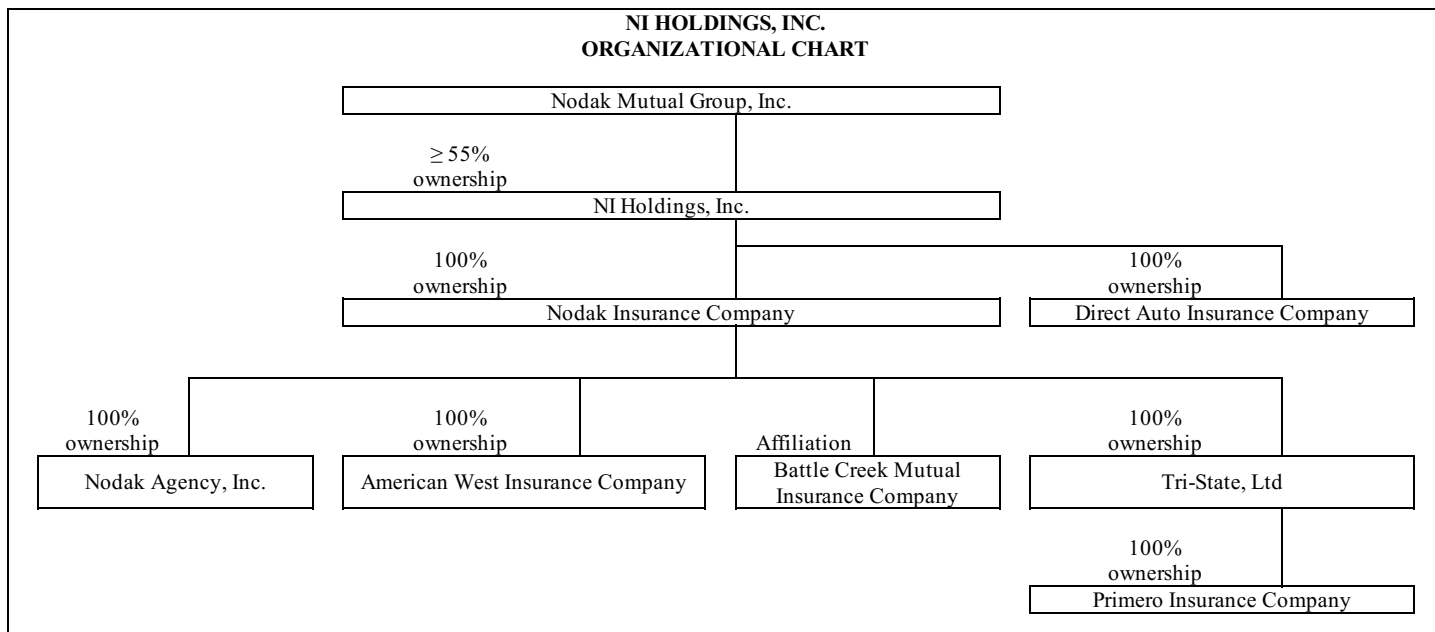 NI HOLDINGS, INC.
ORGANIZATIONAL CHART
Nodak Mutual Group, Inc.
≥ 55%
ownership
NI Holdings, Inc.
100%
ownership
100%
ownership
Nodak Insurance Company
Direct Auto Insurance Company
100%
ownership
100%
ownership
Affiliation
100%
ownership
Nodak Agency, Inc.
American West Insurance Company
Battle Creek Mutual
Insurance Company
Tri-State, Ltd
100%
ownership
Primero Insurance Company